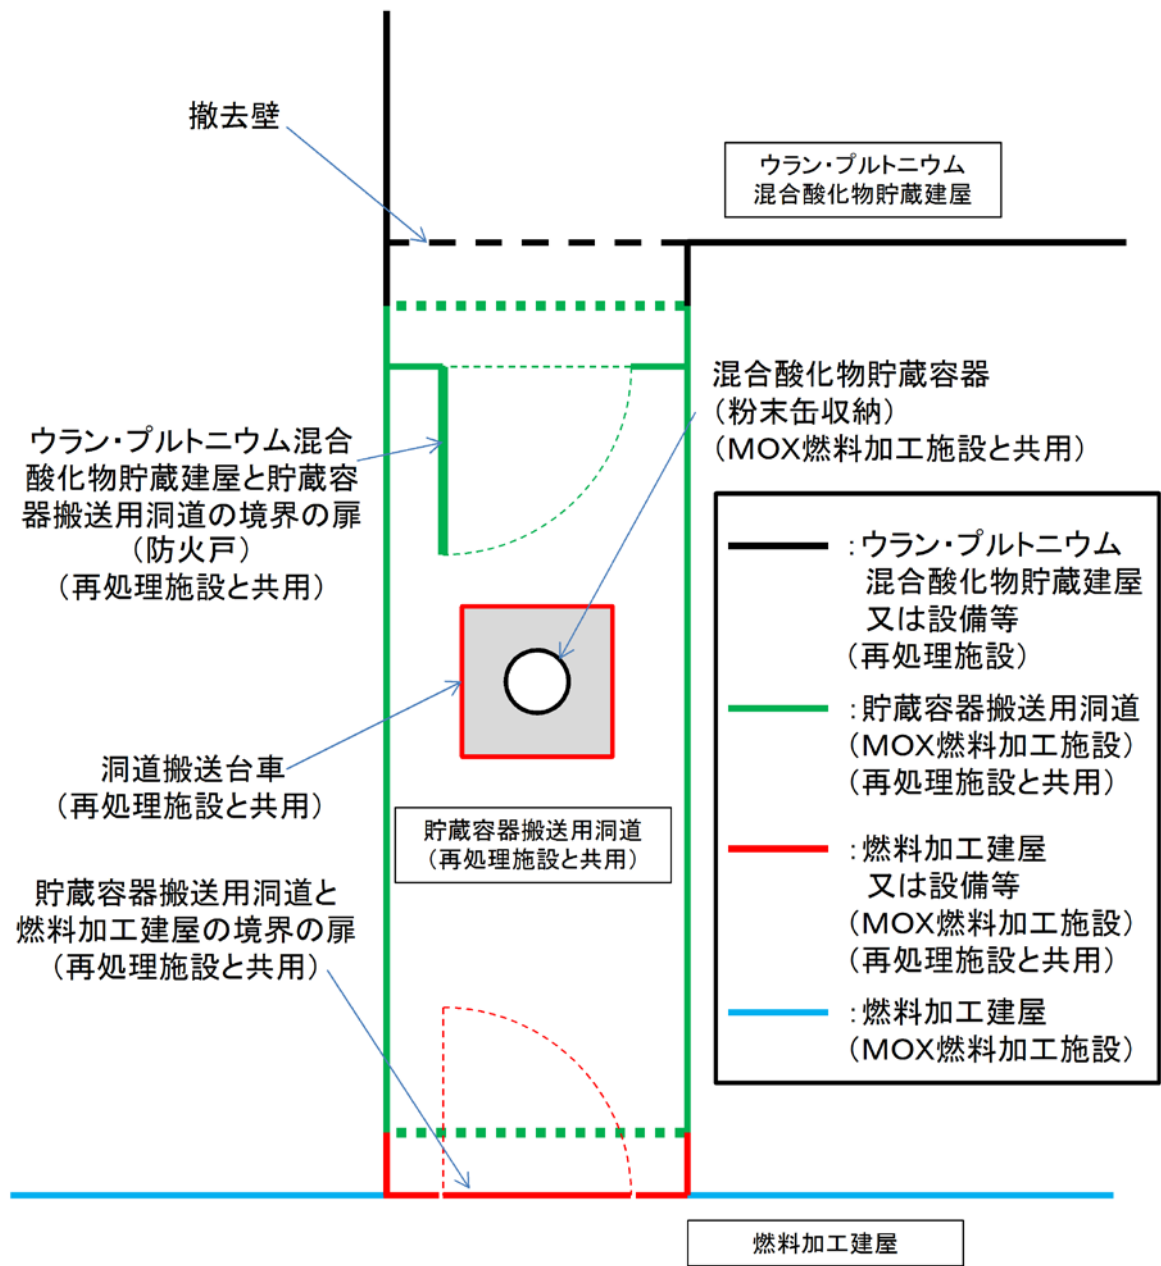 撤去壁
ウラン・プルトニウム
混合酸化物貯蔵建屋
混合酸化物貯蔵容器
（粉末缶収納）
（MOX燃料加工施設と共用）
ウラン・プルトニウム混合
酸化物貯蔵建屋と貯蔵容
器搬送用洞道の境界の扉
（防火戸）
（再処理施設と共用）
洞道搬送台車
（再処理施設と共用）
貯蔵容器搬送用洞道
（再処理施設と共用）
貯蔵容器搬送用洞道と
燃料加工建屋の境界の扉
（再処理施設と共用）
：ウラン・プルトニウム
混合酸化物貯蔵建屋
又は設備等
（再処理施設）
：貯蔵容器搬送用洞道
（MOX燃料加工施設）
（再処理施設と共用）
：燃料加工建屋
又は設備等
（MOX燃料加工施設）
（再処理施設と共用）
：燃料加工建屋
（MOX燃料加工施設）
燃料加工建屋